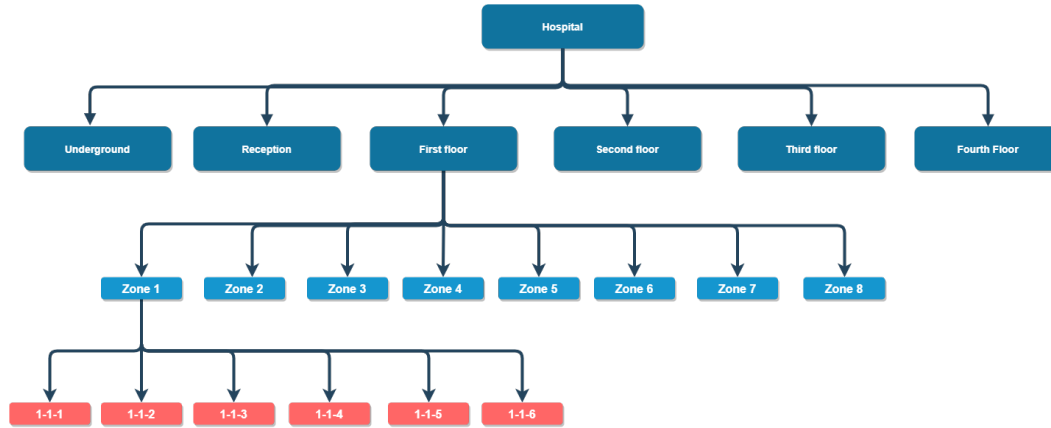 Hospital
Underground
Reception
First floor
Second floor
Third floor
Fourth Floor
Zone 1
Zone 2
Zone 3
Zone 4
Zone 5
Zone 6
Zone 7
Zone 8
1-1-1
1-1-2
1-1-3
1-1-4
1-1-5
1-1-6